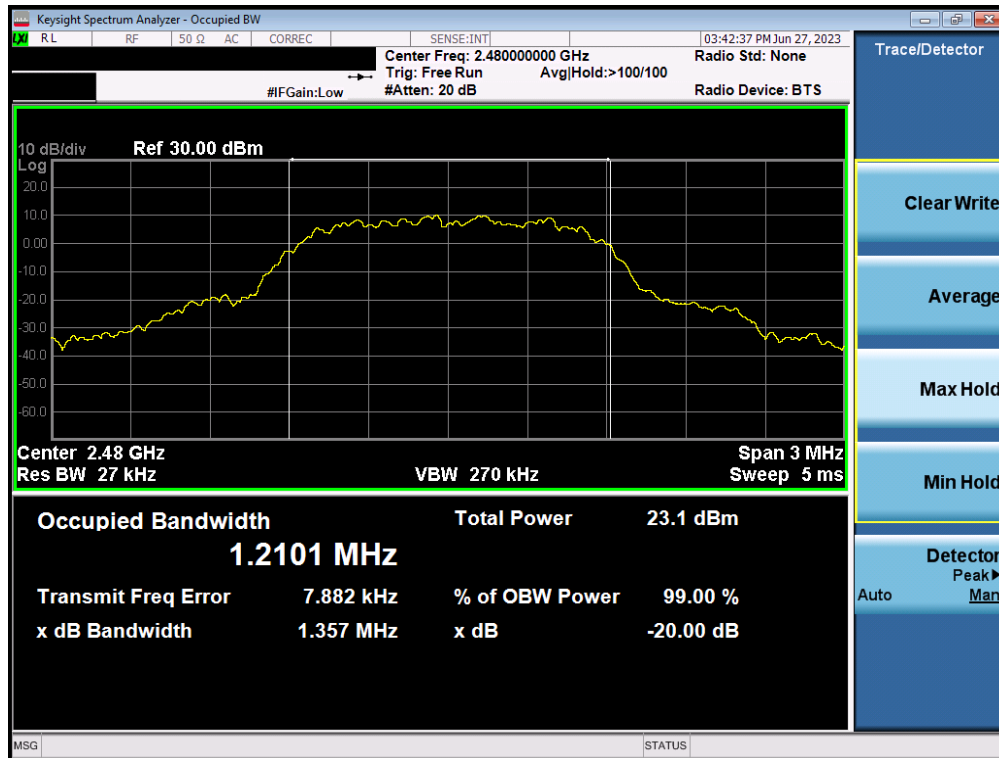 Keysight Spectrum Analyzer - Occupied BW
LXI RL RF 50 Ω AC CORREC SENSE:INT 03:42:37 PM Jun 27, 2023
Center Freq: 2.480000000 GHz Radio Std: None
Trig: Free Run Avg|Hold:>100/100
#IFGain:Low #Atten: 20 dB Radio Device: BTS
10 dB/div Ref 30.00 dBm
Log
20.0
10.0
0.00
-10.0
-20.0
-30.0
-40.0
-50.0
-60.0
Center 2.48 GHz Span 3 MHz
Res BW 27 kHz VBW 270 kHz Sweep 5 ms
Occupied Bandwidth Total Power 23.1 dBm
1.2101 MHz
Transmit Freq Error 7.882 kHz % of OBW Power 99.00 %
x dB Bandwidth 1.357 MHz x dB -20.00 dB
MSG STATUS
Trace/Detector
Clear Write
Average
Max Hold
Min Hold
Detector
Peak▶
Auto Man